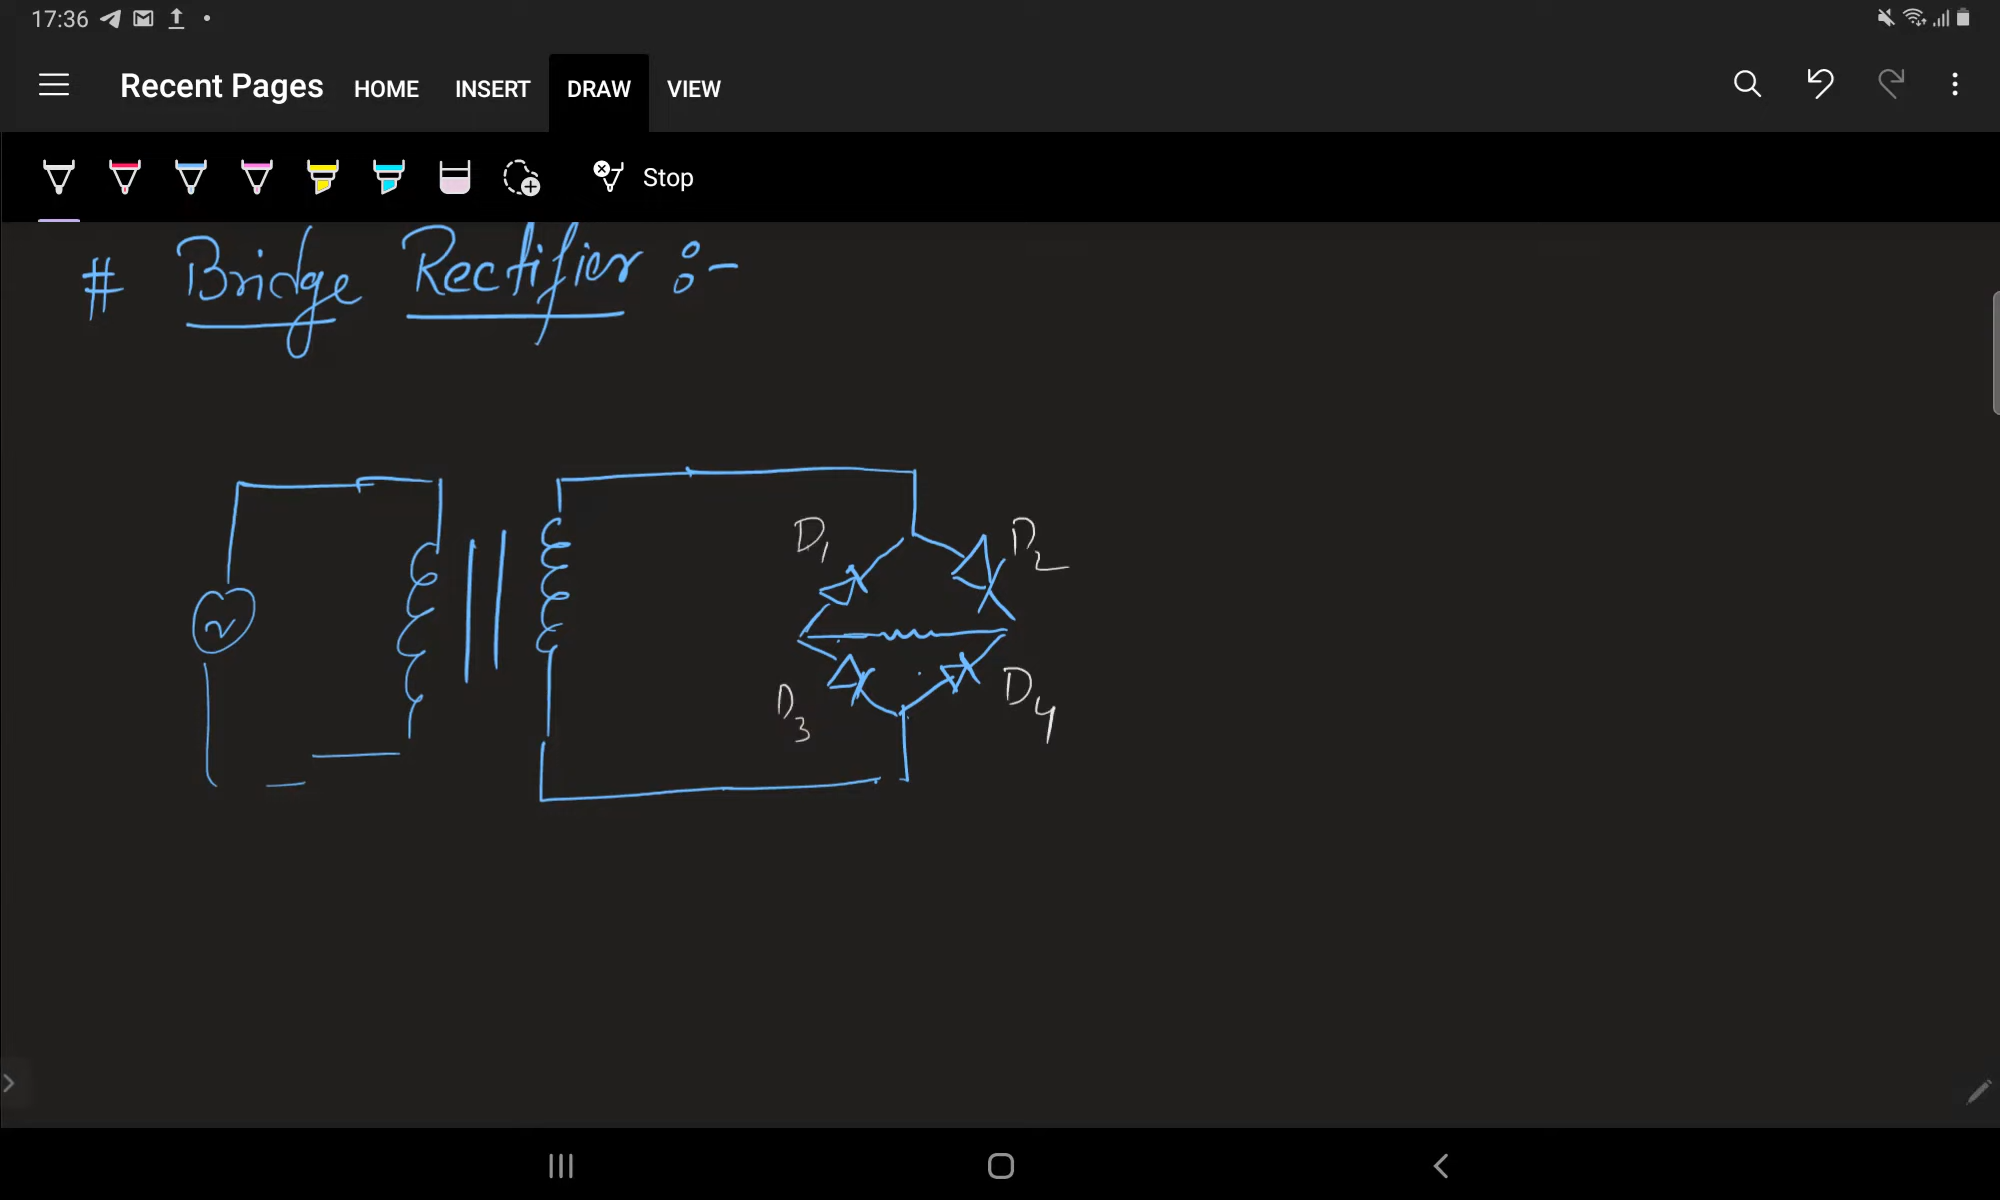 17:36
Recent Pages HOME INSERT DRAW VIEW
Stop
# Bridge Rectifier :-
D1
D2
D3
D4